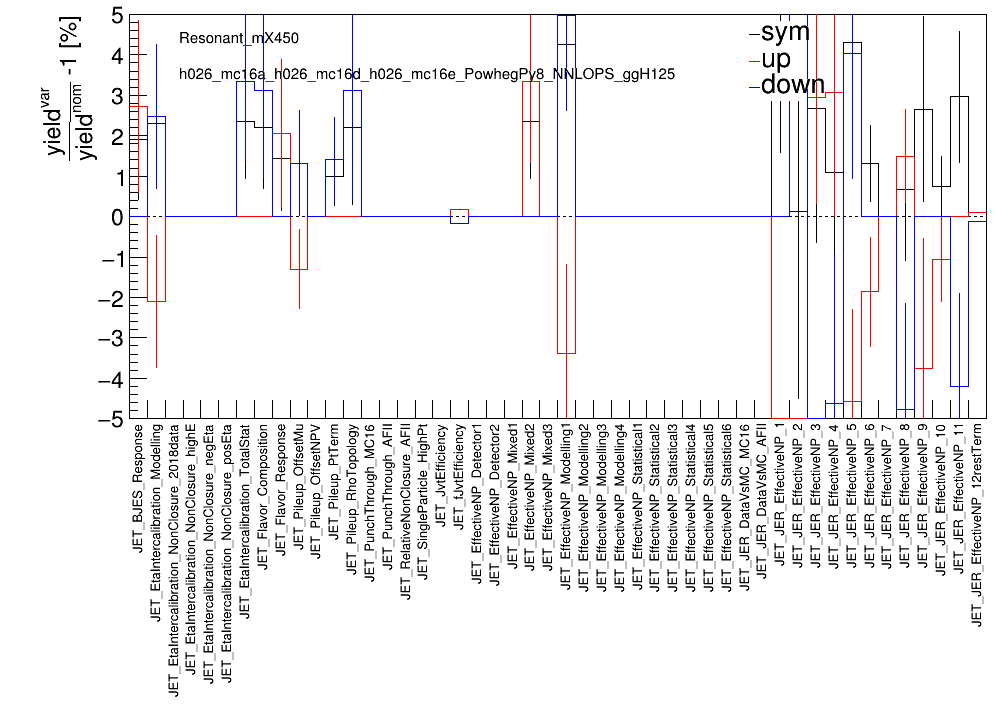 yield^var / yield^nom -1 [%]
Resonant_mX450
h026_mc16a_h026_mc16d_h026_mc16e_PowhegPy8_NNLOPS_ggH125
−sym
−up
−down
5
4
3
2
1
0
−1
−2
−3
−4
−5
JET_BJES_Response
JET_EtaIntercalibration_Modelling
JET_EtaIntercalibration_NonClosure_2018data
JET_EtaIntercalibration_NonClosure_highE
JET_EtaIntercalibration_NonClosure_negEta
JET_EtaIntercalibration_NonClosure_posEta
JET_EtaIntercalibration_TotalStat
JET_Flavor_Composition
JET_Flavor_Response
JET_Pileup_OffsetMu
JET_Pileup_OffsetNPV
JET_Pileup_PtTerm
JET_Pileup_RhoTopology
JET_PunchThrough_MC16
JET_PunchThrough_AFII
JET_RelativeNonClosure_AFII
JET_SingleParticle_HighPt
JET_JvtEfficiency
JET_fJvtEfficiency
JET_EffectiveNP_Detector1
JET_EffectiveNP_Detector2
JET_EffectiveNP_Mixed1
JET_EffectiveNP_Mixed2
JET_EffectiveNP_Mixed3
JET_EffectiveNP_Modelling1
JET_EffectiveNP_Modelling2
JET_EffectiveNP_Modelling3
JET_EffectiveNP_Modelling4
JET_EffectiveNP_Statistical1
JET_EffectiveNP_Statistical2
JET_EffectiveNP_Statistical3
JET_EffectiveNP_Statistical4
JET_EffectiveNP_Statistical5
JET_EffectiveNP_Statistical6
JET_JER_DataVsMC_MC16
JET_JER_DataVsMC_AFII
JET_JER_EffectiveNP_1
JET_JER_EffectiveNP_2
JET_JER_EffectiveNP_3
JET_JER_EffectiveNP_4
JET_JER_EffectiveNP_5
JET_JER_EffectiveNP_6
JET_JER_EffectiveNP_7
JET_JER_EffectiveNP_8
JET_JER_EffectiveNP_9
JET_JER_EffectiveNP_10
JET_JER_EffectiveNP_11
JET_JER_EffectiveNP_12restTerm